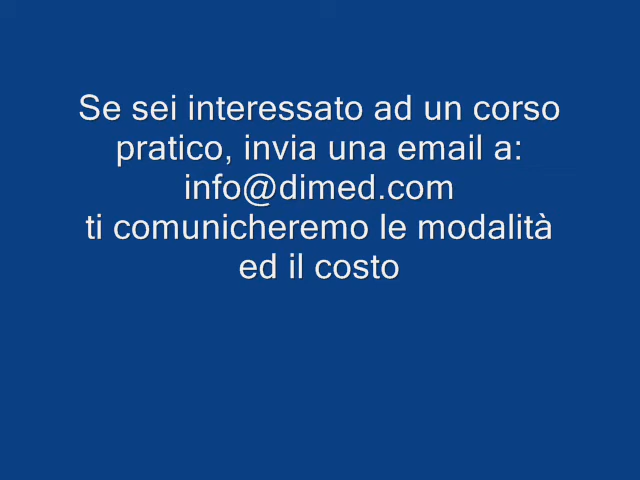 Se sei interessato ad un corso
pratico, invia una email a:
info@dimed.com
ti comunicheremo le modalità
ed il costo